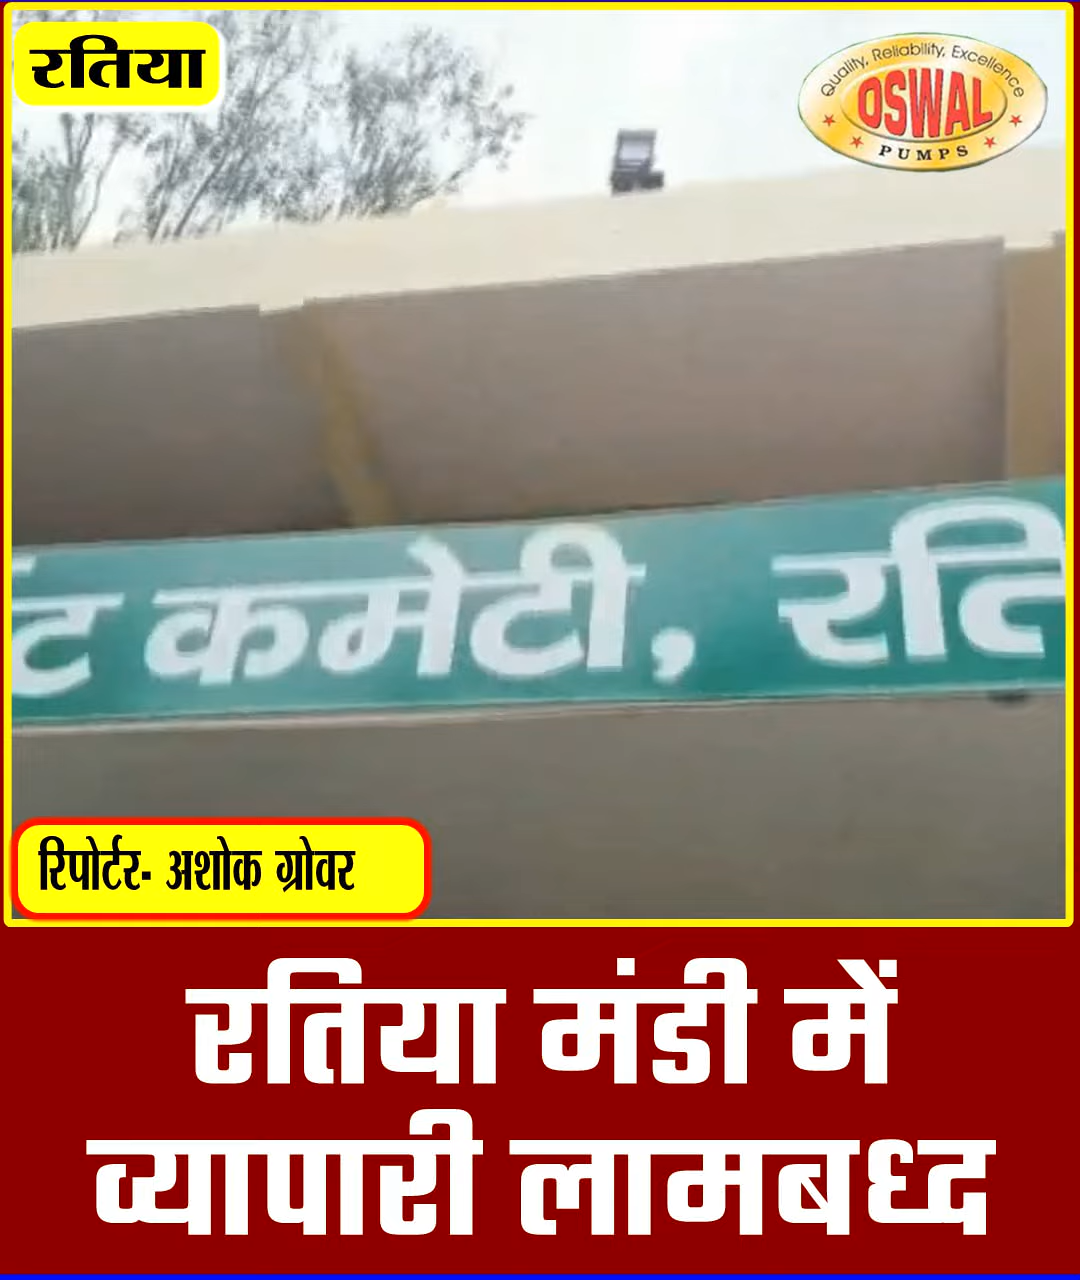 रतिया
Quality, Reliability, Excellence
OSWAL
PUMPS
र्ट कमेटी, रति
रिपोर्टर- अशोक ग्रोवर
रतिया मंडी में
व्यापारी लामबध्द